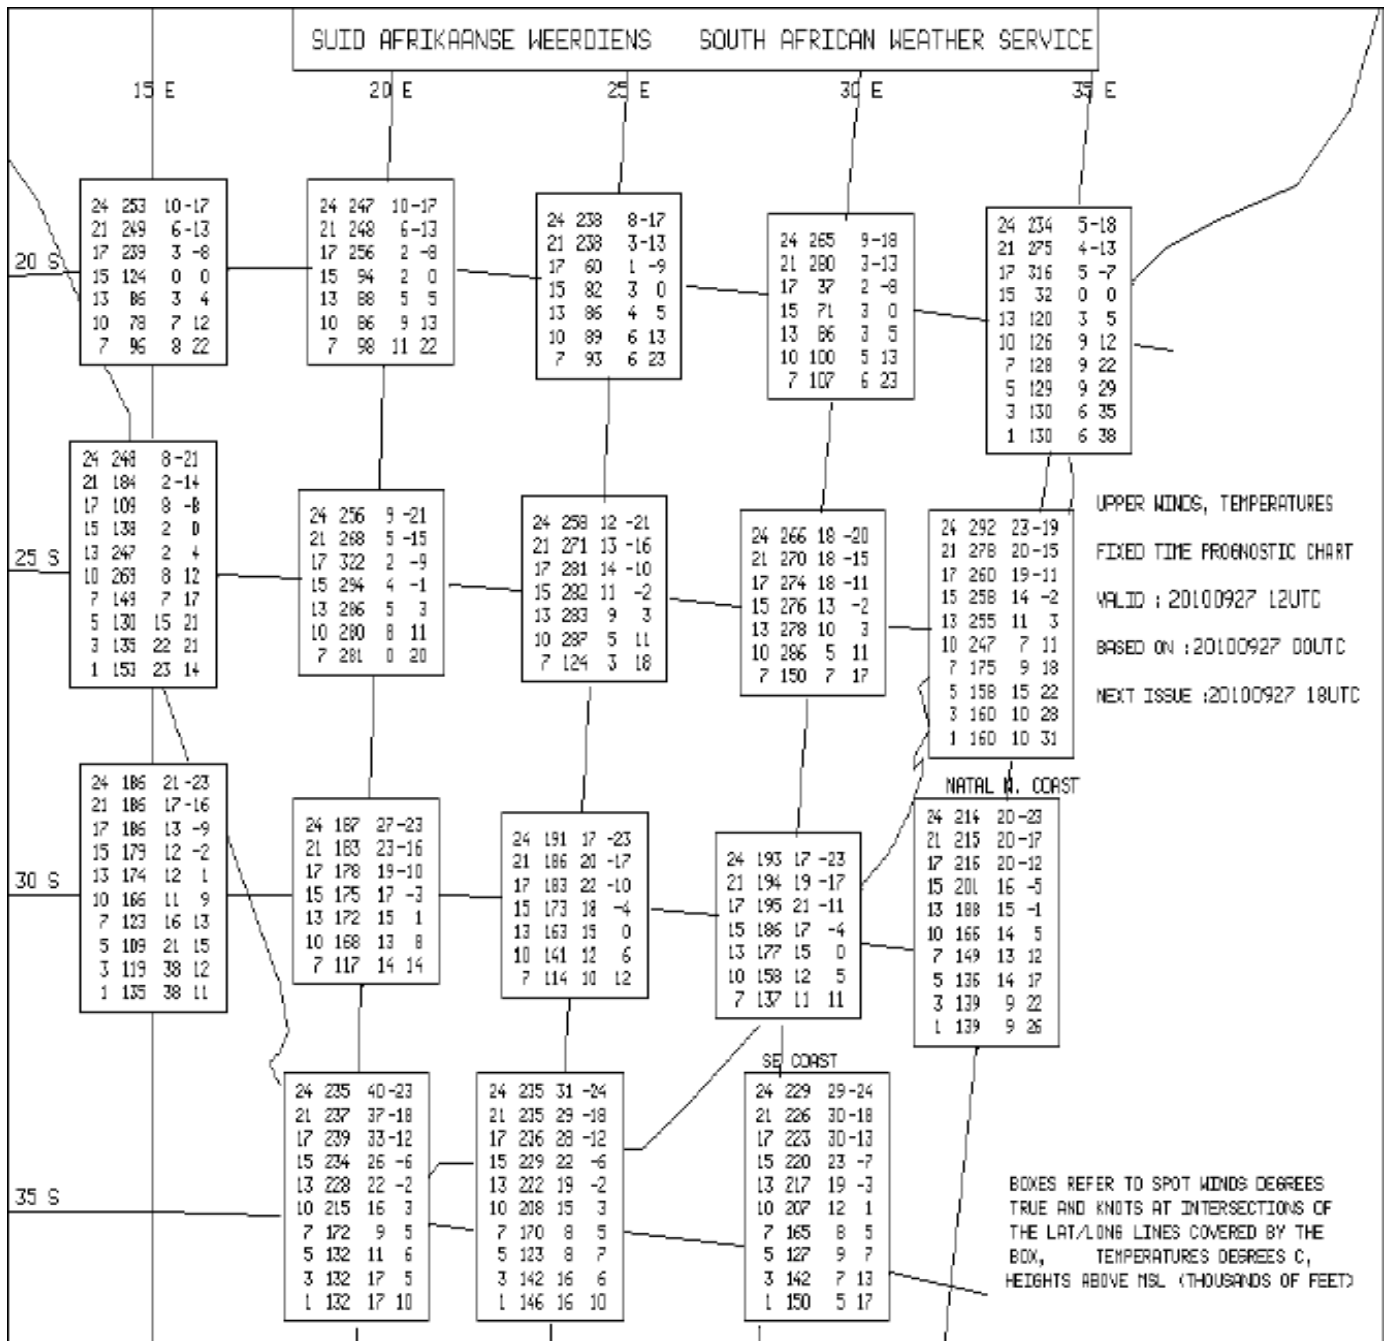 SUID AFRIKAANSE WEERDIENS SOUTH AFRICAN WEATHER SERVICE
15 E 20 E 25 E 30 E 35 E
20 S
24 253 10-17
21 249 6-13
17 239 3 -8
15 124 0 0
13 86 3 4
10 78 7 12
7 96 8 22
24 247 10-17
21 248 6-13
17 256 2 -8
15 94 2 0
13 88 5 5
10 86 9 13
7 98 11 22
24 238 8-17
21 238 3-13
17 60 1 -9
15 82 3 0
13 86 4 5
10 89 6 13
7 93 6 23
24 265 9-18
21 280 3-13
17 37 2 -8
15 71 3 0
13 86 3 5
10 100 5 13
7 107 6 23
24 234 5-18
21 275 4-13
17 316 5 -7
15 32 0 0
13 120 3 5
10 126 9 12
7 128 9 22
5 129 9 29
3 130 6 35
1 130 6 38
25 S
24 248 8-21
21 184 2-14
17 109 8 -8
15 138 2 0
13 247 2 4
10 269 8 12
7 149 7 17
5 130 15 21
3 135 22 21
1 153 23 14
24 256 9 -21
21 268 5 -15
17 322 2 -9
15 294 4 -1
13 286 5 3
10 280 8 11
7 281 0 20
24 258 12 -21
21 271 13 -16
17 281 14 -10
15 282 11 -2
13 283 9 3
10 287 5 11
7 124 3 18
24 266 18 -20
21 270 18 -15
17 274 18 -11
15 276 13 -2
13 278 10 3
10 286 5 11
7 150 7 17
24 292 23-19
21 278 20-15
17 260 19-11
15 258 14 -2
13 255 11 3
10 247 7 11
7 175 9 18
5 158 15 22
3 160 10 28
1 160 10 31
UPPER WINDS, TEMPERATURES
FIXED TIME PROGNOSTIC CHART
VALID : 20100927 12UTC
BASED ON :20100927 00UTC
NEXT ISSUE :20100927 18UTC
30 S
24 186 21-23
21 186 17-16
17 186 13 -9
15 179 12 -2
13 174 12 1
10 166 11 9
7 123 16 13
5 109 21 15
3 119 38 12
1 135 38 11
24 187 27-23
21 183 23-16
17 178 19-10
15 175 17 -3
13 172 15 1
10 168 13 8
7 117 14 14
24 191 17 -23
21 186 20 -17
17 183 22 -10
15 173 18 -4
13 163 15 0
10 141 12 6
7 114 10 12
24 193 17 -23
21 194 19 -17
17 195 21 -11
15 186 17 -4
13 177 15 0
10 158 12 5
7 137 11 11
NATAL N. COAST
24 214 20-23
21 215 20-17
17 216 20-12
15 201 16 -5
13 188 15 -1
10 166 14 5
7 149 13 12
5 136 14 17
3 139 9 22
1 139 9 26
35 S
24 235 40-23
21 237 37-18
17 239 33-12
15 234 26 -6
13 228 22 -2
10 215 16 3
7 172 9 5
5 132 11 6
3 132 17 5
1 132 17 10
24 235 31 -24
21 235 29 -18
17 236 28 -12
15 229 22 -6
13 222 19 -2
10 208 15 3
7 170 8 5
5 123 8 7
3 142 16 6
1 146 16 10
SE COAST
24 229 29-24
21 226 30-18
17 223 30-13
15 220 23 -7
13 217 19 -3
10 207 12 1
7 165 8 5
5 127 9 7
3 142 7 13
1 150 5 17
BOXES REFER TO SPOT WINDS DEGREES
TRUE AND KNOTS AT INTERSECTIONS OF
THE LAT/LONG LINES COVERED BY THE
BOX, TEMPERATURES DEGREES C,
HEIGHTS ABOVE MSL (THOUSANDS OF FEET)